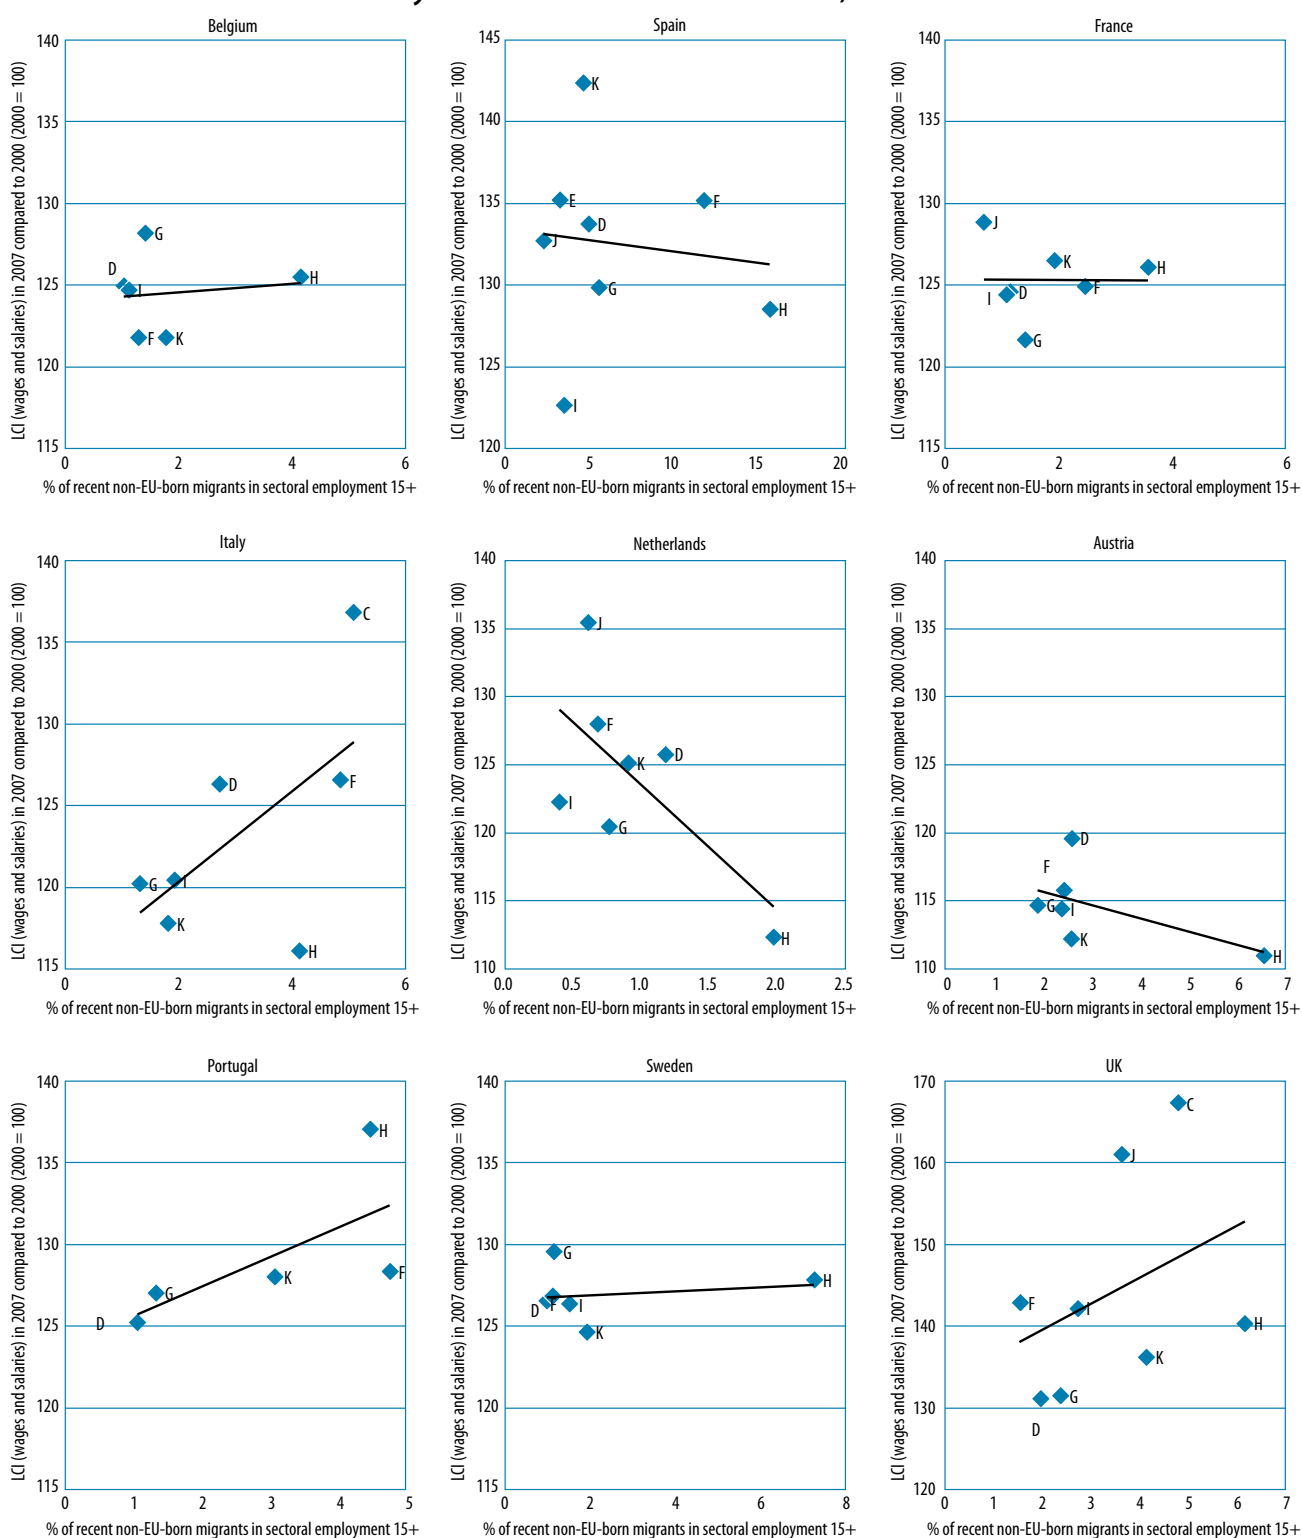 Belgium
LCI (wages and salaries) in 2007 compared to 2000 (2000 = 100)
140
135
130
125
120
115
G
D
I
H
F
K
0 2 4 6
% of recent non-EU-born migrants in sectoral employment 15+
Spain
LCI (wages and salaries) in 2007 compared to 2000 (2000 = 100)
145
140
135
130
125
120
K
E
F
D
J
G
H
I
0 5 10 15 20
% of recent non-EU-born migrants in sectoral employment 15+
France
LCI (wages and salaries) in 2007 compared to 2000 (2000 = 100)
140
135
130
125
120
115
J
K
H
I
D
F
G
0 2 4 6
% of recent non-EU-born migrants in sectoral employment 15+
Italy
LCI (wages and salaries) in 2007 compared to 2000 (2000 = 100)
140
135
130
125
120
115
C
D
F
G
I
K
H
0 2 4 6
% of recent non-EU-born migrants in sectoral employment 15+
Netherlands
LCI (wages and salaries) in 2007 compared to 2000 (2000 = 100)
140
135
130
125
120
115
110
J
F
D
K
I
G
H
0.0 0.5 1.0 1.5 2.0 2.5
% of recent non-EU-born migrants in sectoral employment 15+
Austria
LCI (wages and salaries) in 2007 compared to 2000 (2000 = 100)
140
135
130
125
120
115
110
D
F
G
I
K
H
0 1 2 3 4 5 6 7
% of recent non-EU-born migrants in sectoral employment 15+
Portugal
LCI (wages and salaries) in 2007 compared to 2000 (2000 = 100)
140
135
130
125
120
115
H
F
K
G
D
0 1 2 3 4 5
% of recent non-EU-born migrants in sectoral employment 15+
Sweden
LCI (wages and salaries) in 2007 compared to 2000 (2000 = 100)
140
135
130
125
120
115
G
H
D
F
I
K
0 2 4 6 8
% of recent non-EU-born migrants in sectoral employment 15+
UK
LCI (wages and salaries) in 2007 compared to 2000 (2000 = 100)
170
160
150
140
130
120
C
J
F
I
H
K
G
D
0 1 2 3 4 5 6 7
% of recent non-EU-born migrants in sectoral employment 15+